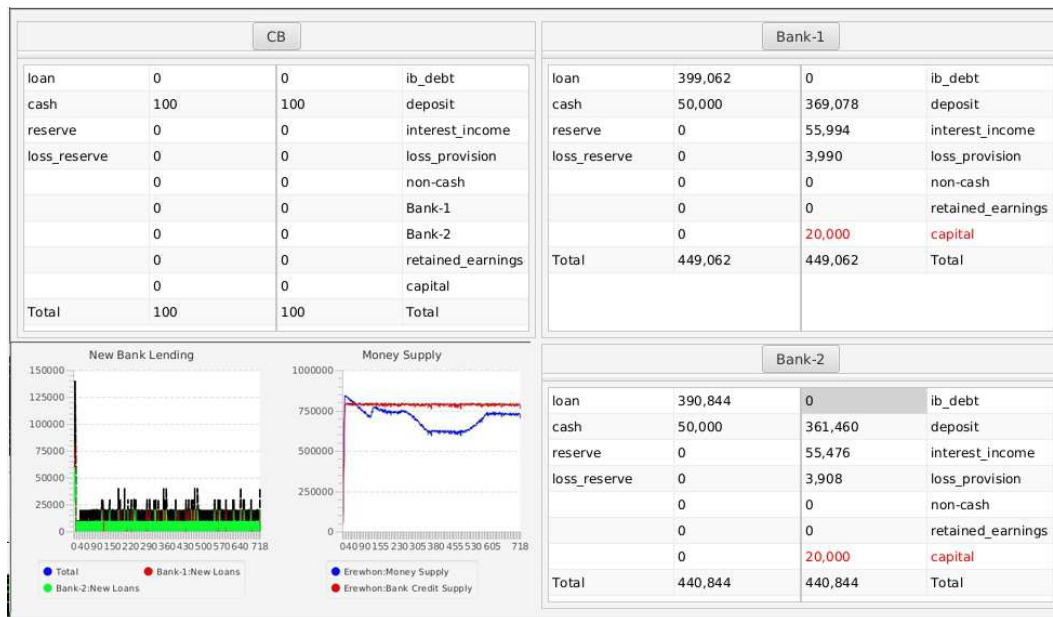 CB
loan 0 0 ib_debt
cash 100 100 deposit
reserve 0 0 interest_income
loss_reserve 0 0 loss_provision
0 0 non-cash
0 0 Bank-1
0 0 Bank-2
0 0 retained_earnings
0 0 capital
Total 100 100 Total
Bank-1
loan 399,062 0 ib_debt
cash 50,000 369,078 deposit
reserve 0 55,994 interest_income
loss_reserve 0 3,990 loss_provision
0 0 non-cash
0 0 retained_earnings
0 20,000 capital
Total 449,062 449,062 Total
New Bank Lending
150000
125000
100000
75000
50000
25000
0
04090150220290360430500570640 718
Total Bank-1:New Loans
Bank-2:New Loans
Money Supply
1000000
750000
500000
250000
0
04090155 230305380 455530 605 718
Erewhon:Money Supply
Erewhon:Bank Credit Supply
Bank-2
loan 390,844 0 ib_debt
cash 50,000 361,460 deposit
reserve 0 55,476 interest_income
loss_reserve 0 3,908 loss_provision
0 0 non-cash
0 0 retained_earnings
0 20,000 capital
Total 440,844 440,844 Total